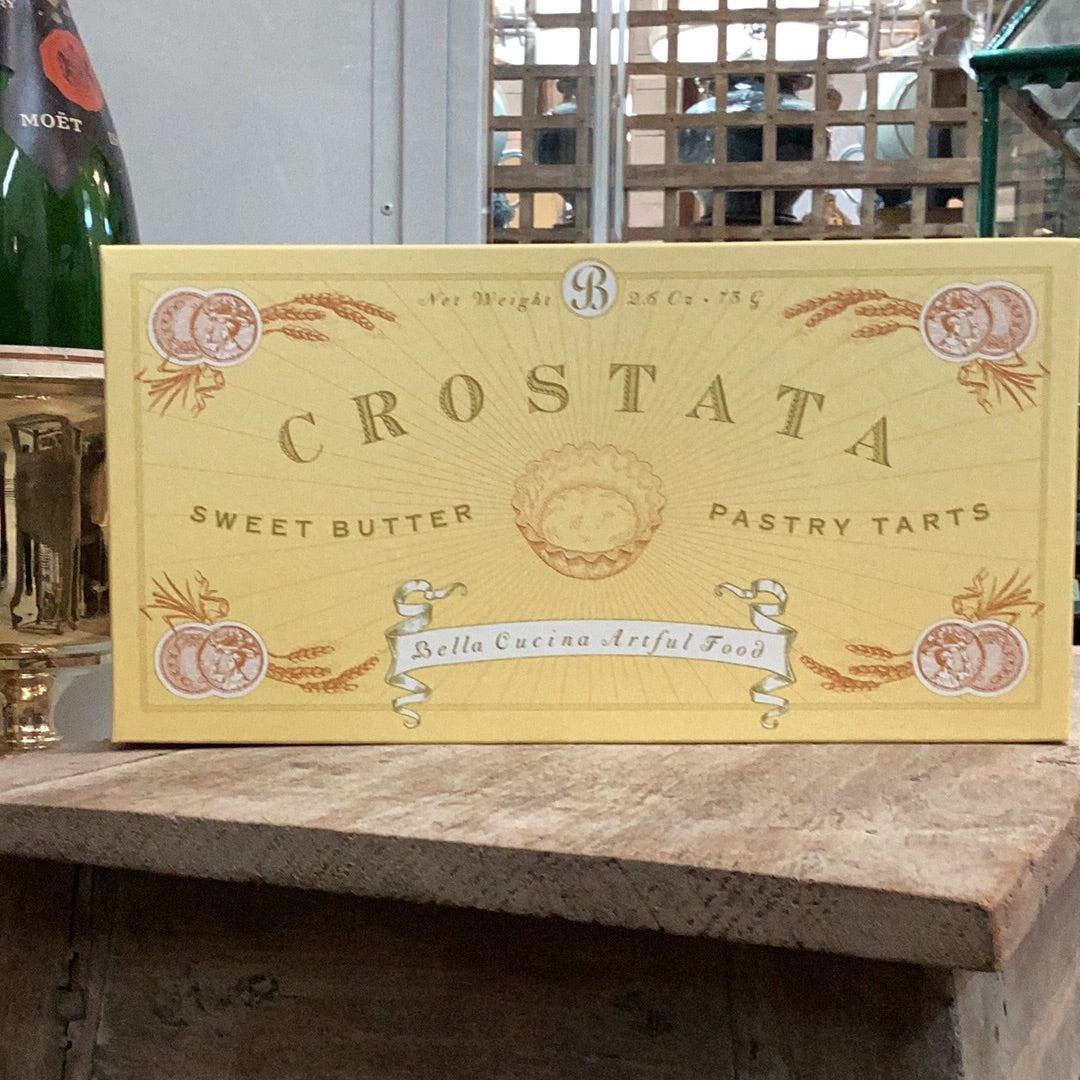 MOËT
Net Weight B 2.6 Oz · 75 G
CROSTATA
SWEET BUTTER PASTRY TARTS
Bella Cucina Artful Food